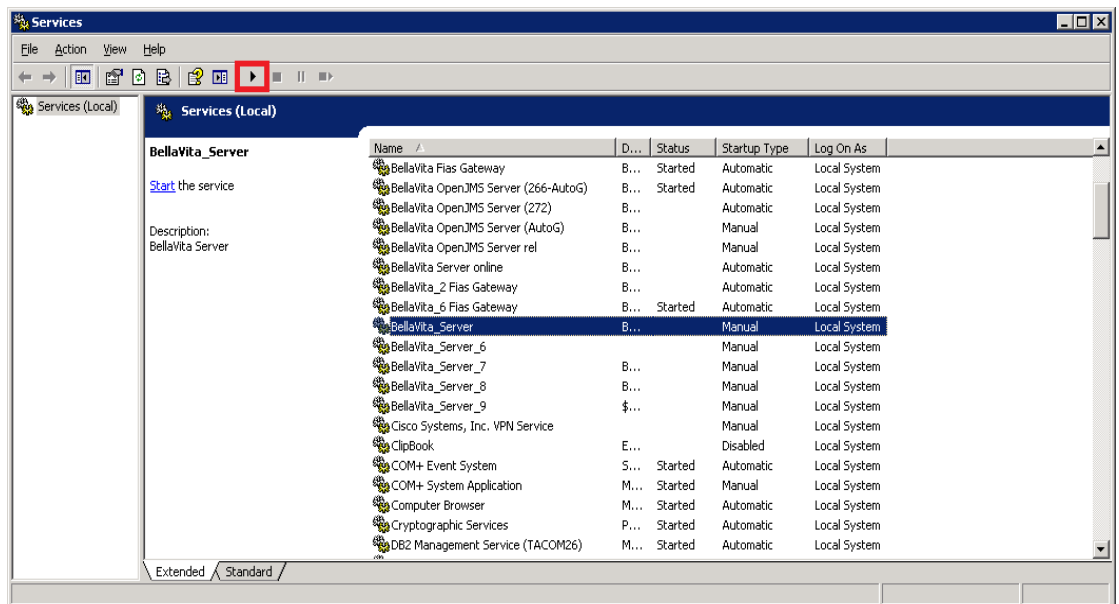 Services
File Action View Help
Services (Local)
Services (Local)
BellaVita_Server
Start the service
Description:
BellaVita Server
Name D... Status Startup Type Log On As
BellaVita Fias Gateway B... Started Automatic Local System
BellaVita OpenJMS Server (266-AutoG) B... Started Automatic Local System
BellaVita OpenJMS Server (272) B... Automatic Local System
BellaVita OpenJMS Server (AutoG) B... Manual Local System
BellaVita OpenJMS Server rel B... Manual Local System
BellaVita Server online B... Automatic Local System
BellaVita_2 Fias Gateway B... Automatic Local System
BellaVita_6 Fias Gateway B... Started Automatic Local System
BellaVita_Server B... Manual Local System
BellaVita_Server_6 Manual Local System
BellaVita_Server_7 B... Manual Local System
BellaVita_Server_8 B... Manual Local System
BellaVita_Server_9 $... Manual Local System
Cisco Systems, Inc. VPN Service Manual Local System
ClipBook E... Disabled Local System
COM+ Event System S... Started Automatic Local System
COM+ System Application M... Started Manual Local System
Computer Browser M... Started Automatic Local System
Cryptographic Services P... Started Automatic Local System
DB2 Management Service (TACOM26) M... Started Automatic Local System
Extended Standard